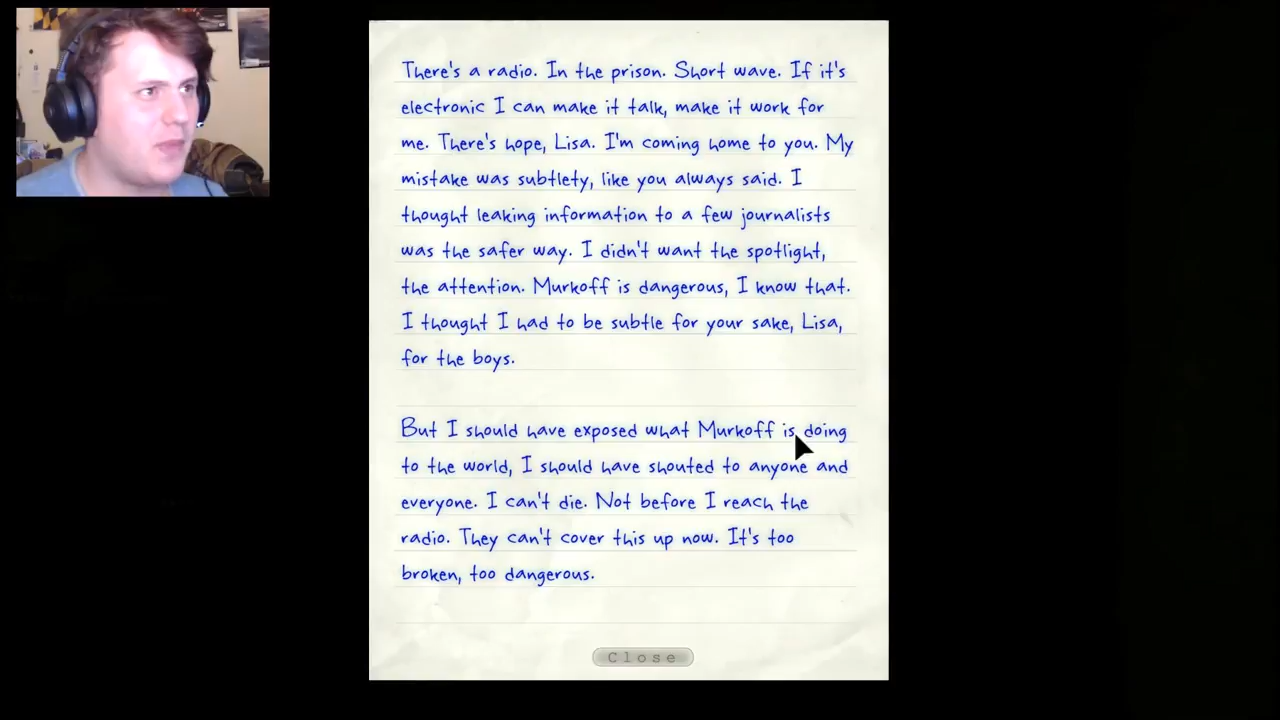 There's a radio. In the prison. Short wave. If it's
electronic I can make it talk, make it work for
me. There's hope, Lisa. I'm coming home to you. My
mistake was subtlety, like you always said. I
thought leaking information to a few journalists
was the safer way. I didn't want the spotlight,
the attention. Murkoff is dangerous, I know that.
I thought I had to be subtle for your sake, Lisa,
for the boys.
But I should have exposed what Murkoff is doing
to the world, I should have shouted to anyone and
everyone. I can't die. Not before I reach the
radio. They can't cover this up now. It's too
broken, too dangerous.
Close